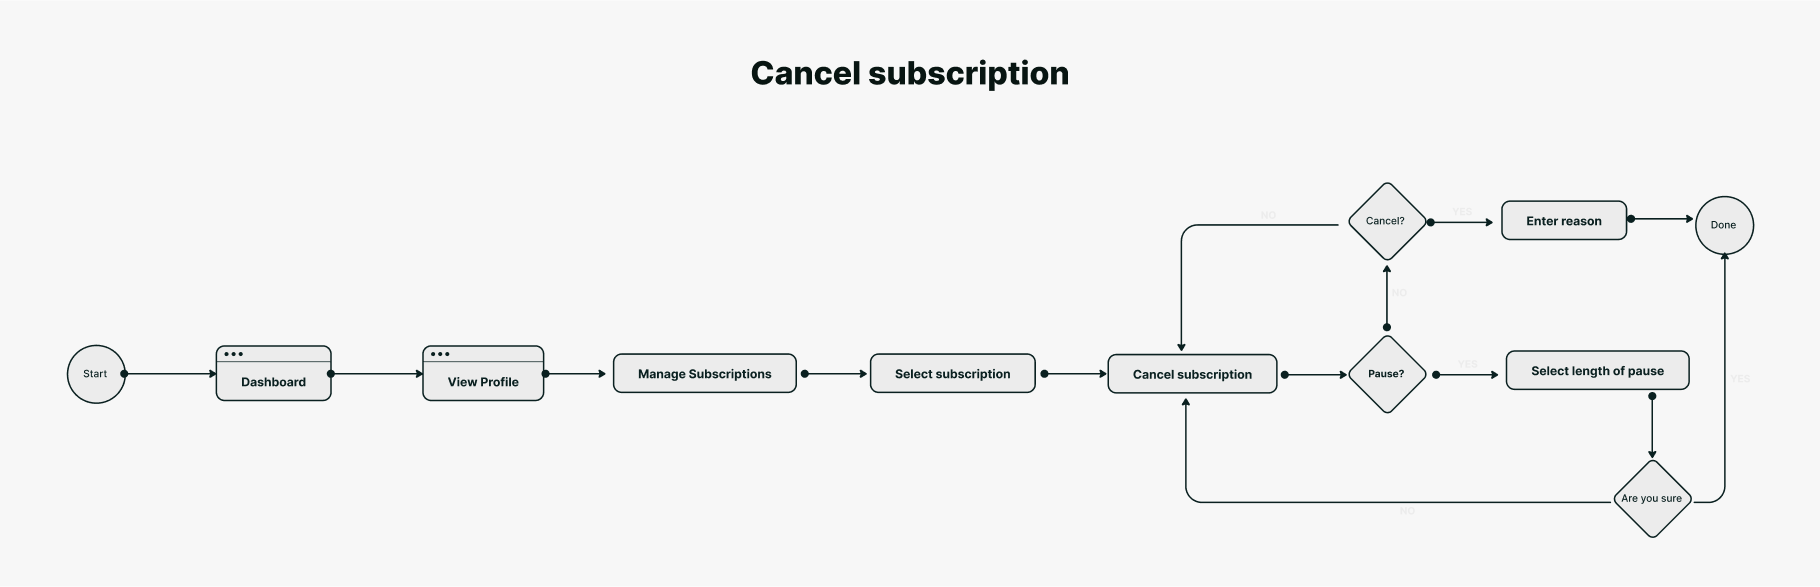 Cancel subscription
NO
Cancel?
YES
Enter reason
Done
NO
Start
Dashboard
View Profile
Manage Subscriptions
Select subscription
Cancel subscription
Pause?
YES
Select length of pause
YES
Are you sure
NO